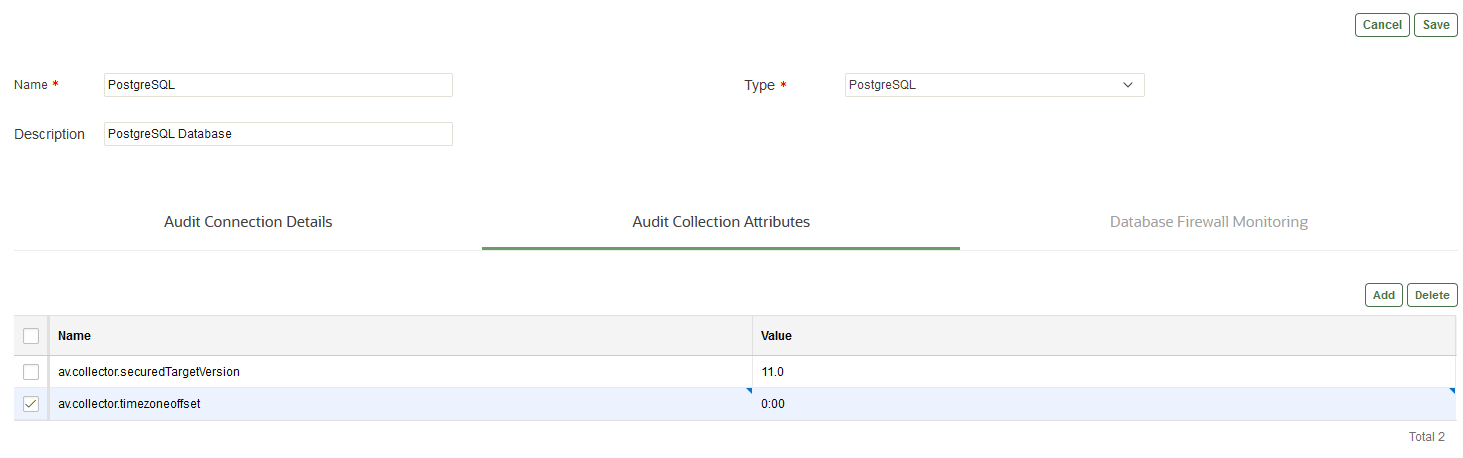 Cancel Save
Name * PostgreSQL Type * PostgreSQL
Description PostgreSQL Database
Audit Connection Details Audit Collection Attributes Database Firewall Monitoring
Add Delete
Name Value
av.collector.securedTargetVersion 11.0
av.collector.timezoneoffset 0:00
Total 2